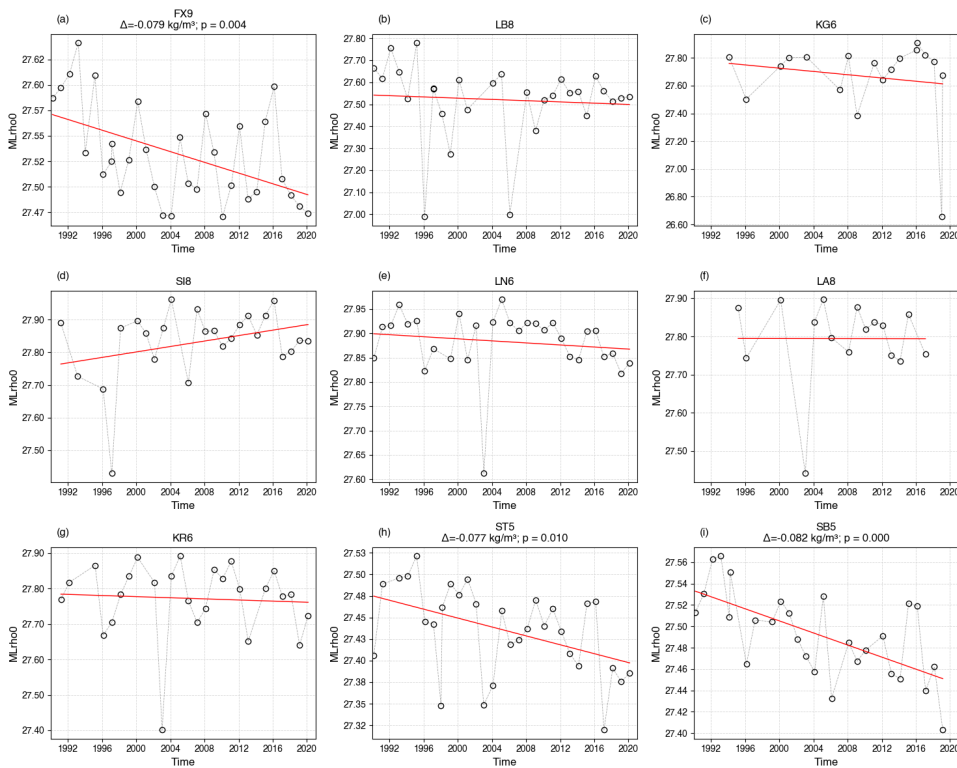 (a)
FX9
Δ=-0.079 kg/m³; p = 0.004
MLrho0
27.62
27.60
27.57
27.55
27.52
27.50
27.47
1992 1996 2000 2004 2008 2012 2016 2020
Time
(b)
LB8
MLrho0
27.80
27.70
27.60
27.50
27.40
27.30
27.20
27.10
27.00
1992 1996 2000 2004 2008 2012 2016 2020
Time
(c)
KG6
MLrho0
27.80
27.60
27.40
27.20
27.00
26.80
26.60
1992 1996 2000 2004 2008 2012 2016 2020
Time
(d)
SI8
MLrho0
27.90
27.80
27.70
27.60
27.50
1992 1996 2000 2004 2008 2012 2016 2020
Time
(e)
LN6
MLrho0
27.95
27.90
27.85
27.80
27.75
27.70
27.65
27.60
1992 1996 2000 2004 2008 2012 2016 2020
Time
(f)
LA8
MLrho0
27.90
27.80
27.70
27.60
27.50
1992 1996 2000 2004 2008 2012 2016 2020
Time
(g)
KR6
MLrho0
27.90
27.80
27.70
27.60
27.50
27.40
1992 1996 2000 2004 2008 2012 2016 2020
Time
(h)
ST5
Δ=-0.077 kg/m³; p = 0.010
MLrho0
27.53
27.50
27.48
27.45
27.43
27.40
27.38
27.35
27.32
1992 1996 2000 2004 2008 2012 2016 2020
Time
(i)
SB5
Δ=-0.082 kg/m³; p = 0.000
MLrho0
27.56
27.54
27.52
27.50
27.48
27.46
27.44
27.42
27.40
1992 1996 2000 2004 2008 2012 2016 2020
Time